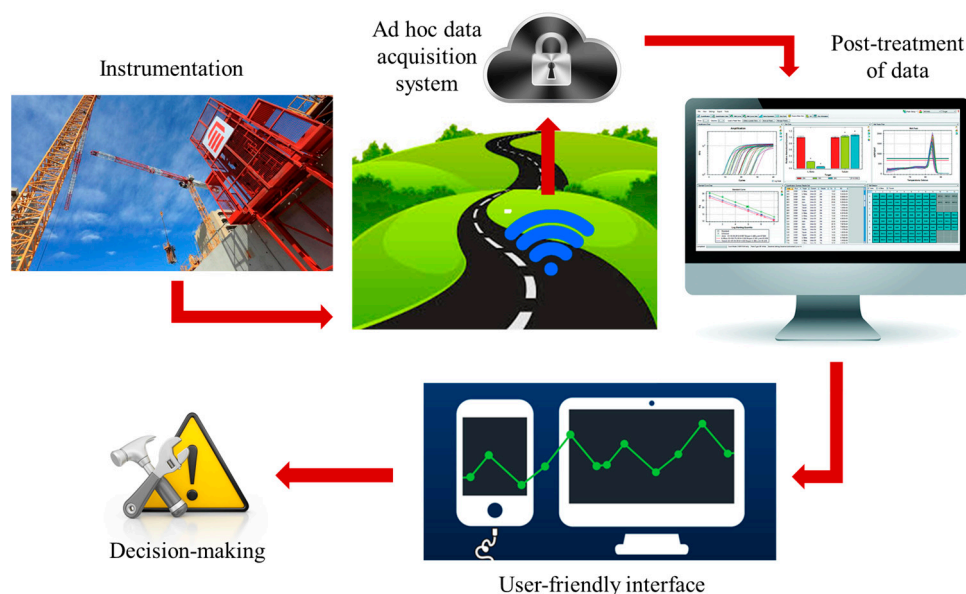 Instrumentation
Ad hoc data
acquisition
system
Post-treatment
of data
Decision-making
User-friendly interface